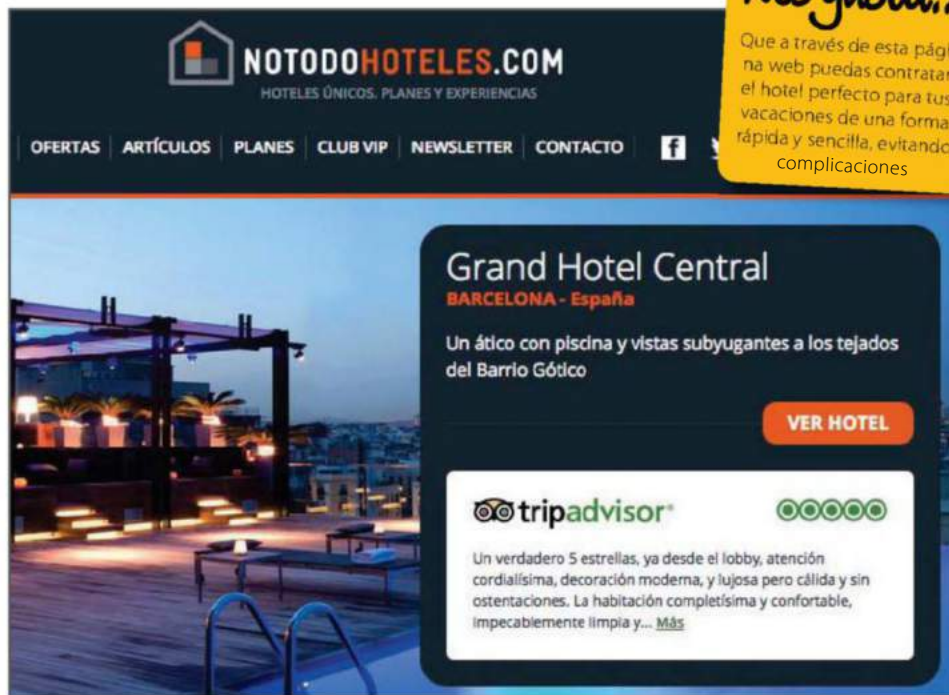 Que a través de esta pági
na web puedas contratar
el hotel perfecto para tus
vacaciones de una forma
rápida y sencilla, evitando
complicaciones
NOTODOHOTELES.COM
HOTELES ÚNICOS. PLANES Y EXPERIENCIAS
OFERTAS ARTÍCULOS PLANES CLUB VIP NEWSLETTER CONTACTO f
Grand Hotel Central
BARCELONA - España
Un ático con piscina y vistas subyugantes a los tejados
del Barrio Gótico
VER HOTEL
tripadvisor
Un verdadero 5 estrellas, ya desde el lobby, atención
cordialísima, decoración moderna, y lujosa pero cálida y sin
ostentaciones. La habitación completísima y confortable,
impecablemente limpia y... Más